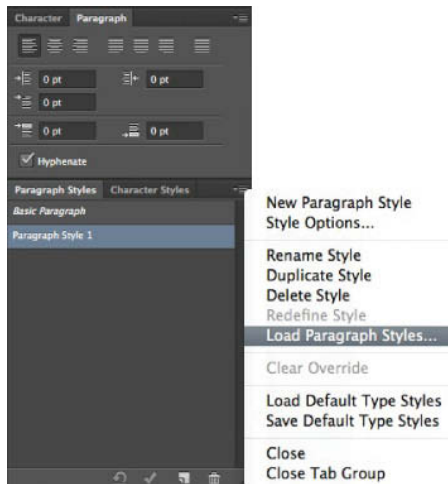 Character Paragraph
0 pt 0 pt
0 pt
0 pt 0 pt
Hyphenate
Paragraph Styles Character Styles
Basic Paragraph
Paragraph Style 1
New Paragraph Style
Style Options...
Rename Style
Duplicate Style
Delete Style
Redefine Style
Load Paragraph Styles...
Clear Override
Load Default Type Styles
Save Default Type Styles
Close
Close Tab Group